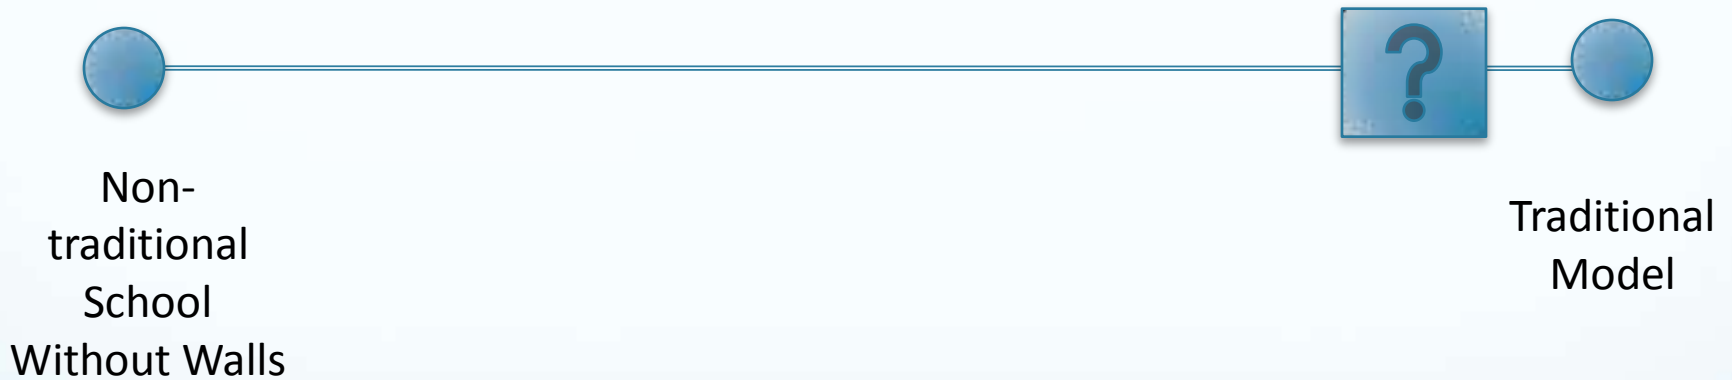 ?
Non-
traditional
School
Without Walls
Traditional
Model